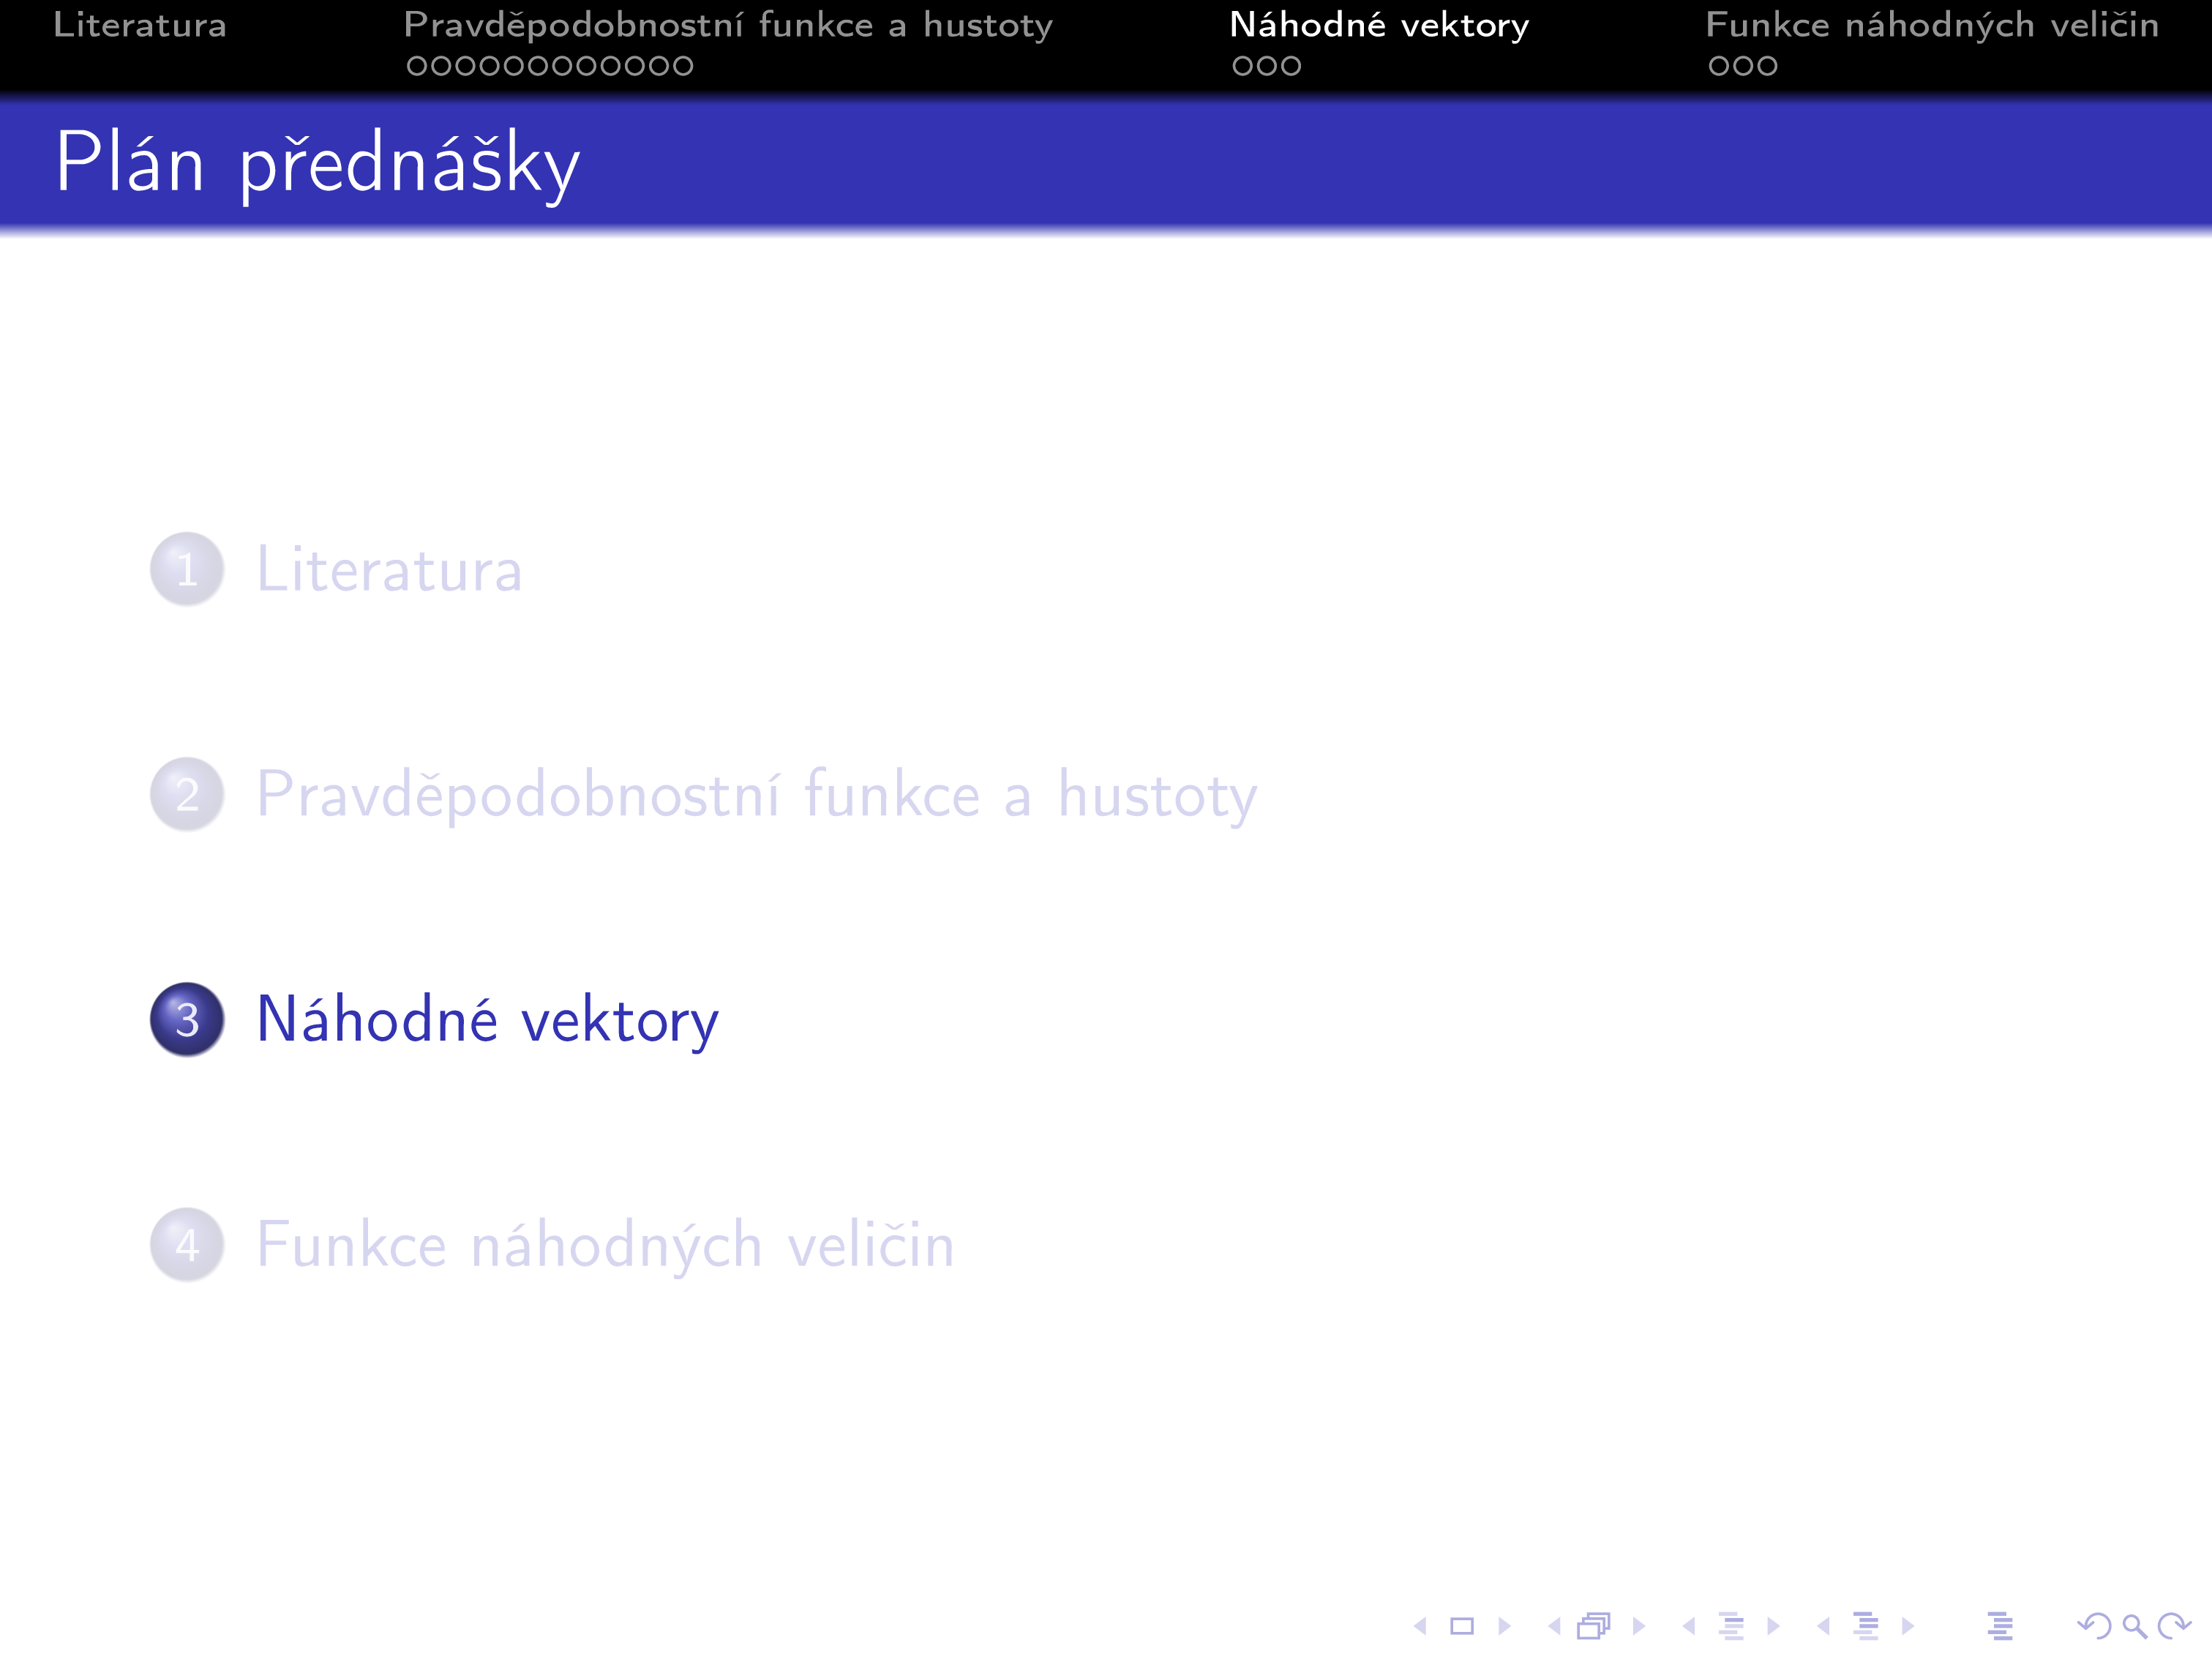 Literatura Pravděpodobnostní funkce a hustoty Náhodné vektory Funkce náhodných veličin
Plán přednášky
1 Literatura
2 Pravděpodobnostní funkce a hustoty
3 Náhodné vektory
4 Funkce náhodných veličin